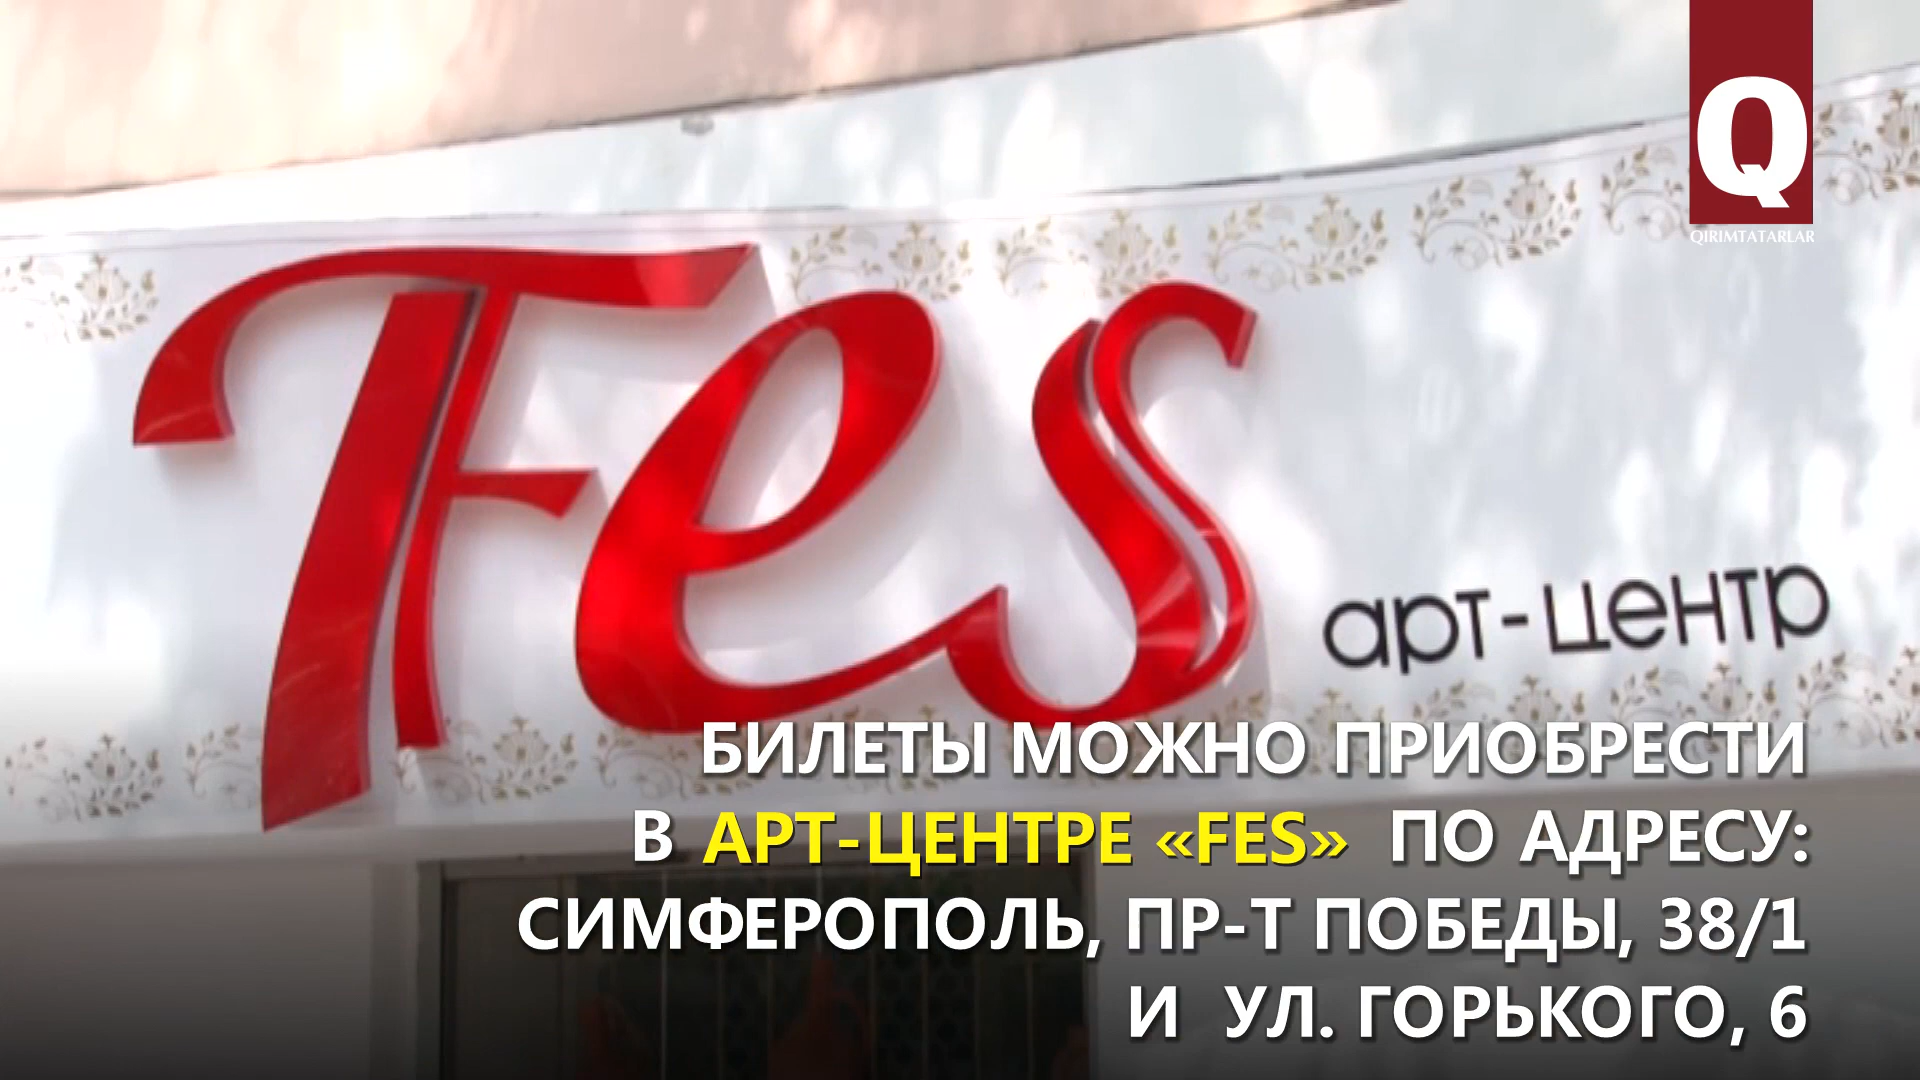 Q
QIRIMTATARLAR
Fes
арт-центр
БИЛЕТЫ МОЖНО ПРИОБРЕСТИ
В АРТ-ЦЕНТРЕ «FES» ПО АДРЕСУ:
СИМФЕРОПОЛЬ, ПР-Т ПОБЕДЫ, 38/1
И УЛ. ГОРЬКОГО, 6